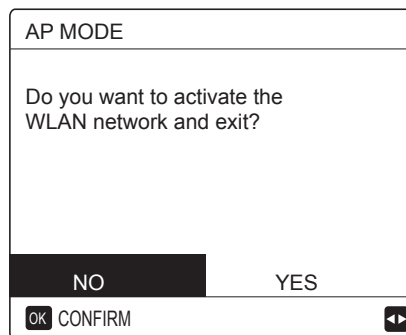 AP MODE
Do you want to activate the
WLAN network and exit?
NO YES
OK CONFIRM